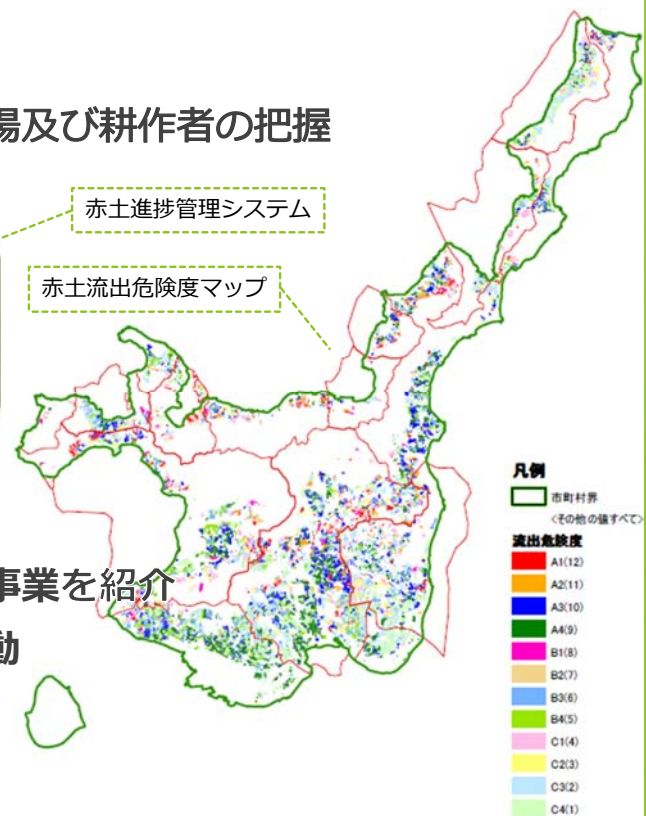 場及び耕作者の把握
赤土進捗管理システム
赤土流出危険度マップ
事業を紹介
動
凡例
市町村界
<その他の値すべて>
流出危険度
A1(12)
A2(11)
A3(10)
A4(9)
B1(8)
B2(7)
B3(6)
B4(5)
C1(4)
C2(3)
C3(2)
C4(1)